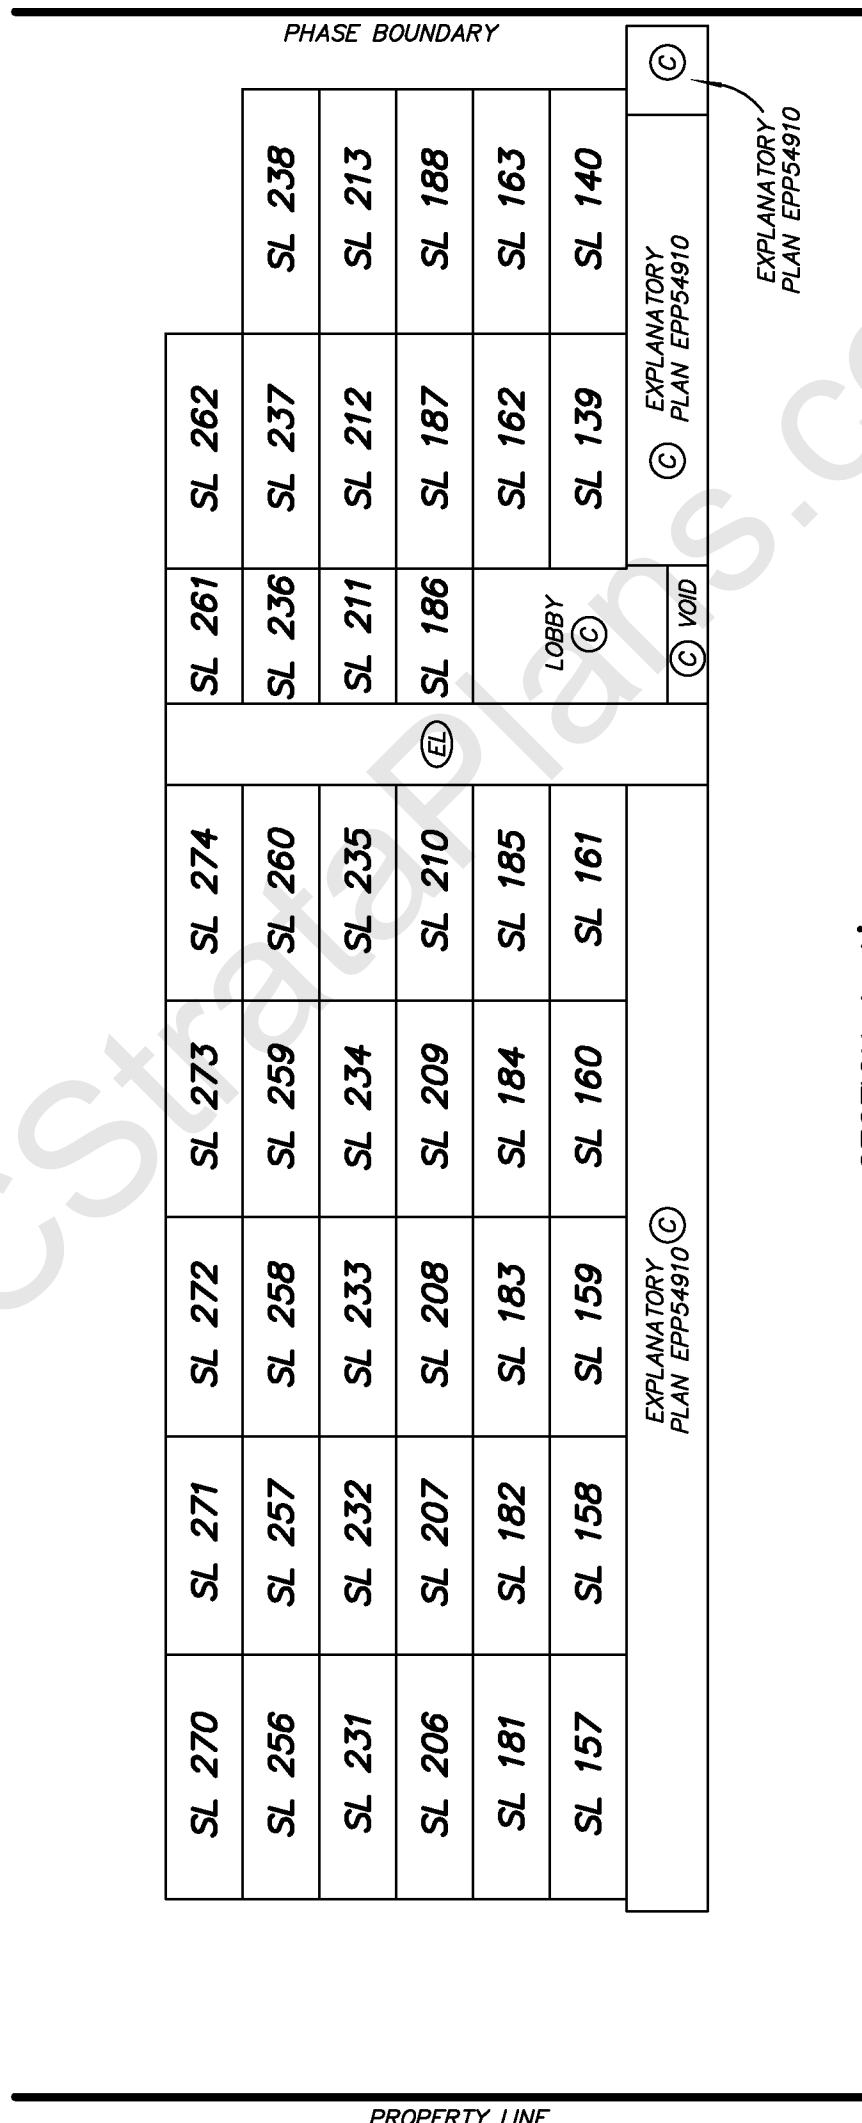 PHASE BOUNDARY
SL 270 SL 271 SL 272 SL 273 SL 274 EL SL 261 SL 262
SL 256 SL 257 SL 258 SL 259 SL 260 SL 236 SL 237 SL 238
SL 231 SL 232 SL 233 SL 234 SL 235 SL 211 SL 212 SL 213
SL 206 SL 207 SL 208 SL 209 SL 210 SL 186 SL 187 SL 188
SL 181 SL 182 SL 183 SL 184 SL 185 SL 162 SL 163
SL 157 SL 158 SL 159 SL 160 SL 161 SL 139 SL 140
LOBBY
C
EXPLANATORY
PLAN EPP54910 C
C VOID
C EXPLANATORY
PLAN EPP54910
C
EXPLANATORY
PLAN EPP54910
PROPERTY LINE
CStrataPlans.c